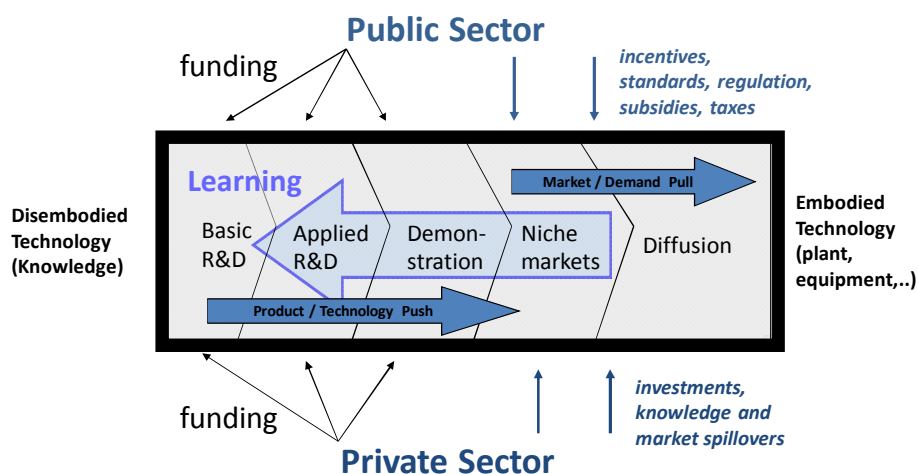 Public Sector
funding
incentives,
standards, regulation,
subsidies, taxes
Learning
Market / Demand Pull
Disembodied
Technology
(Knowledge)
Basic
R&D
Applied
R&D
Demon-
stration
Niche
markets
Diffusion
Embodied
Technology
(plant,
equipment,..)
Product / Technology Push
funding
investments,
knowledge and
market spillovers
Private Sector